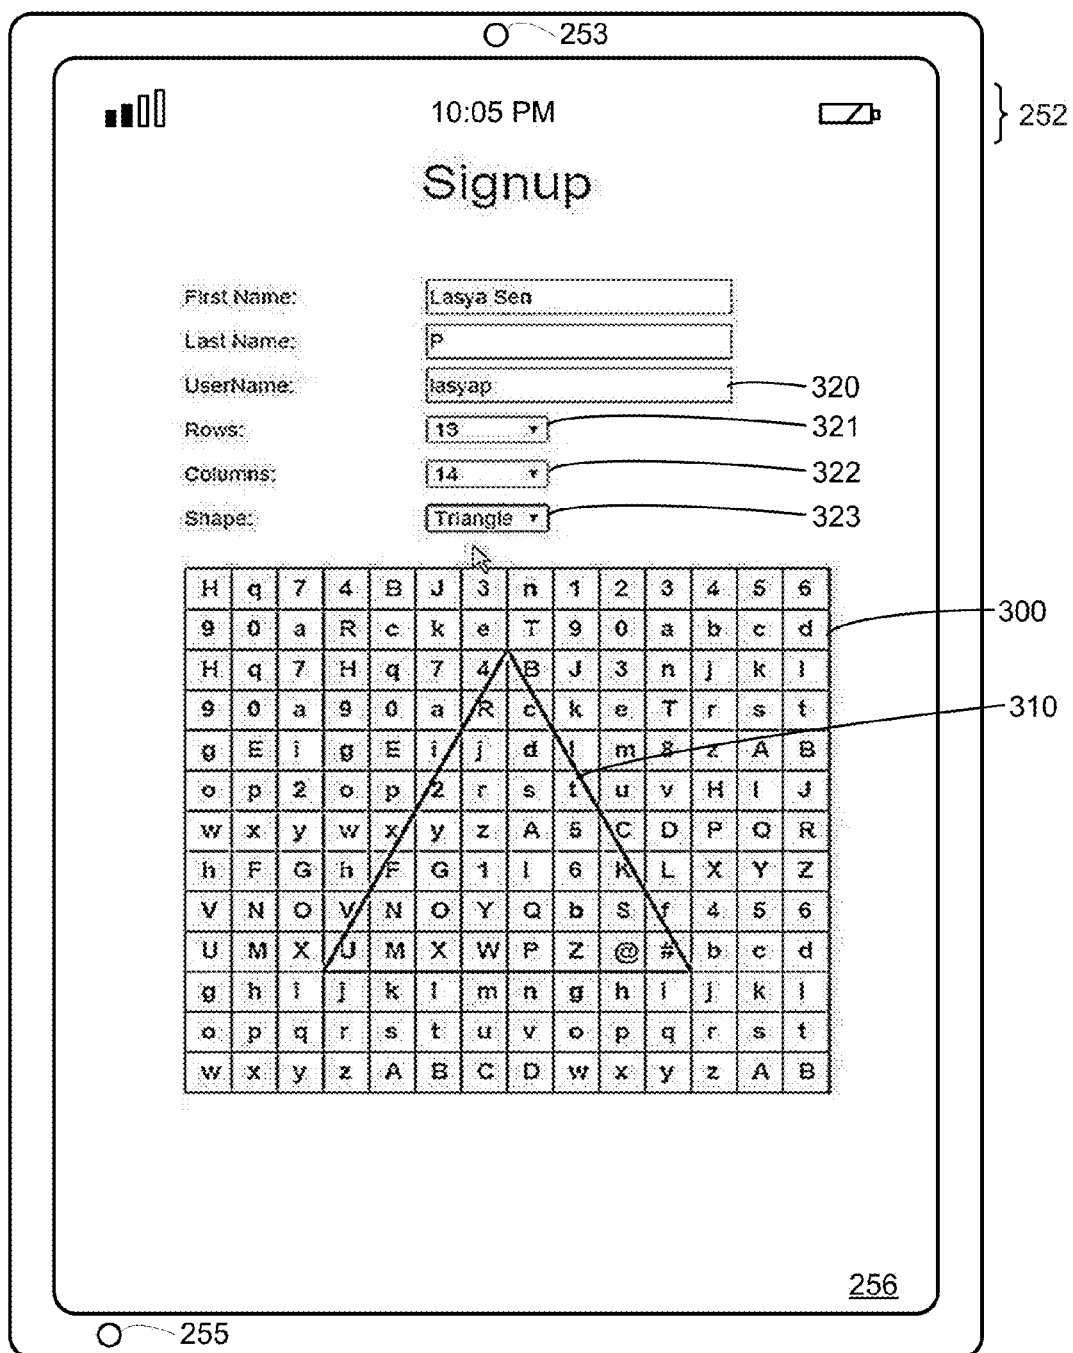 253
10:05 PM
252
Signup
First Name: Lasya Sen
Last Name: P
UserName: lasyap 320
Rows: 13 321
Columns: 14 322
Shape: Triangle 323
H q 7 4 B J 3 n 1 2 3 4 5 6
9 0 a R c k e T 9 0 a b c d
300
H q 7 H q 7 4 B J 3 n j k l
9 0 a 9 0 a R c k e T r s t
310
g E i g E i j d l m 8 z A B
o p 2 o p 2 r s t u v H I J
w x y w x y z A 5 C D P Q R
h F G h F G 1 I 6 K L X Y Z
V N O V N O Y Q b S f 4 5 6
U M X U M X W P Z @ # b c d
g h i j k l m n g h i j k l
o p q r s t u v o p q r s t
w x y z A B C D w x y z A B
256
255